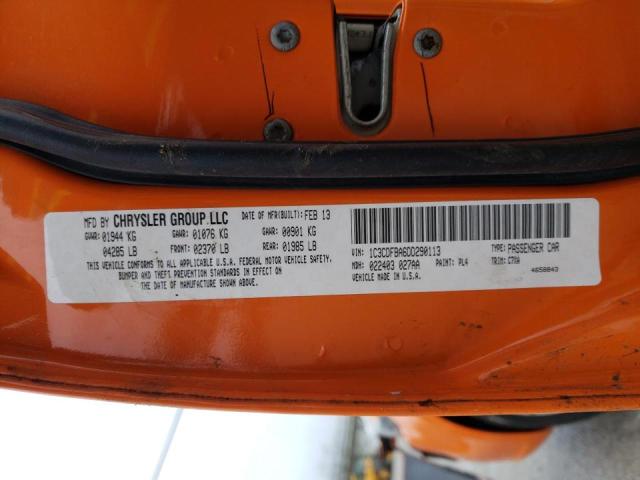 MFD BY CHRYSLER GROUP LLC DATE OF MFR(BUILT): FEB 13
GVWR: 01944 KG GAWR: 01076 KG GAWR: 00901 KG
04285 LB FRONT: 02370 LB REAR: 01985 LB
THIS VEHICLE CONFORMS TO ALL APPLICABLE U.S.A. FEDERAL MOTOR VEHICLE SAFETY,
BUMPER AND THEFT PREVENTION STANDARDS IN EFFECT ON
THE DATE OF MANUFACTURE SHOWN ABOVE.
VIN: 1C3CDFBA6DD290113 TYPE: PASSENGER CAR
MDH: 022403 027AA PAINT: PL4 TRIM: C7XA
VEHICLE MADE IN U.S.A. 4658843